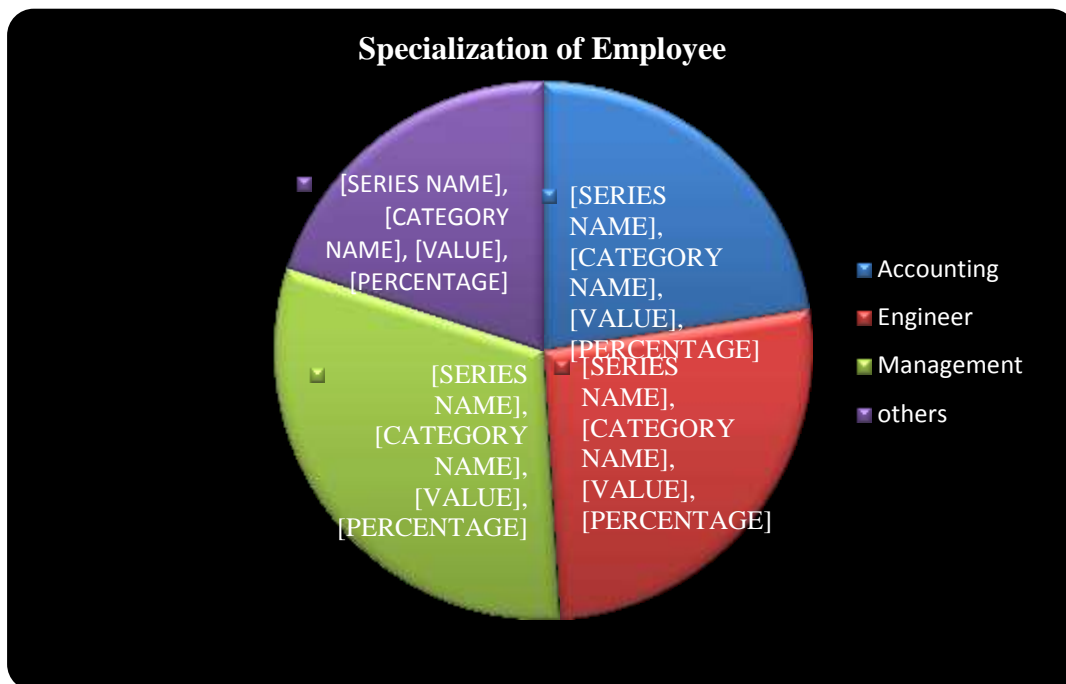 Specialization of Employee
[SERIES NAME],
[CATEGORY
NAME], [VALUE],
[PERCENTAGE]
[SERIES
NAME],
[CATEGORY
NAME],
[VALUE],
[PERCENTAGE]
[SERIES
NAME],
[CATEGORY
NAME],
[VALUE],
[PERCENTAGE]
[SERIES
NAME],
[CATEGORY
NAME],
[VALUE],
[PERCENTAGE]
Accounting
Engineer
Management
others